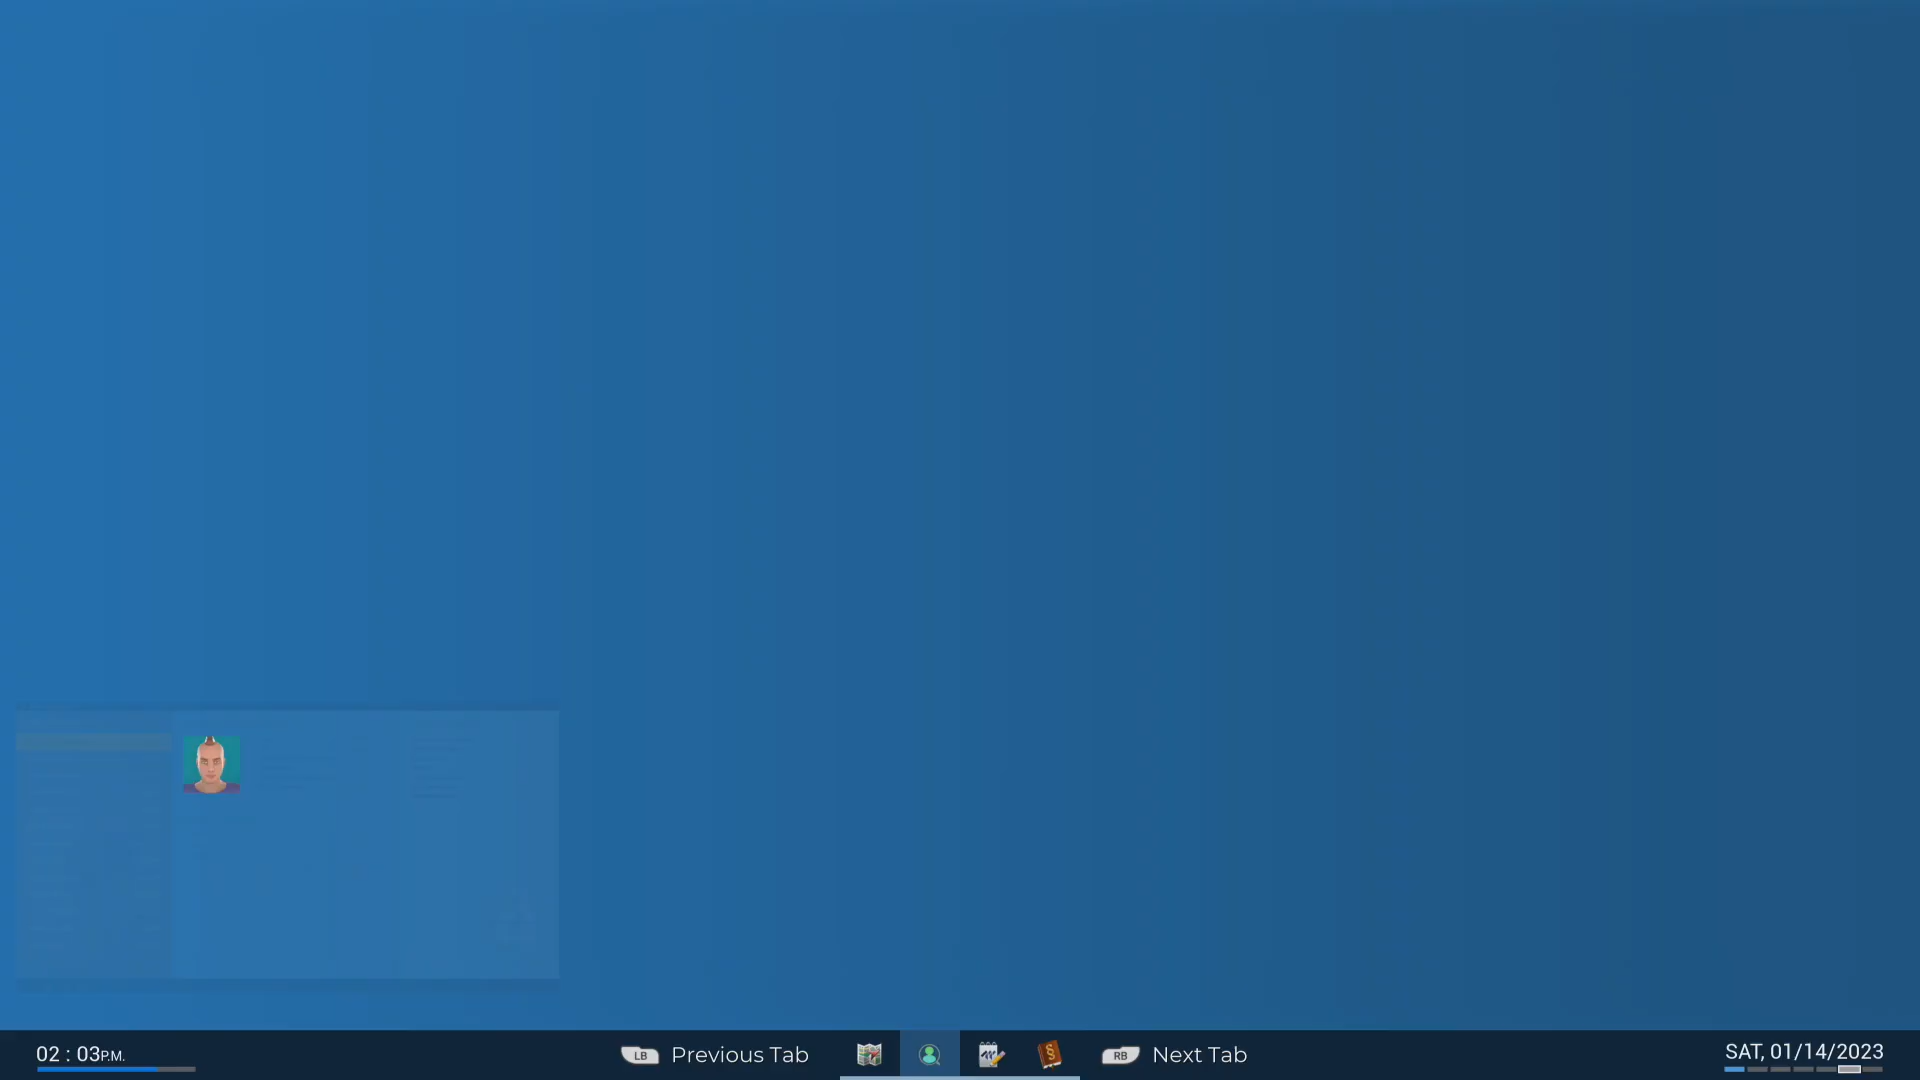 02 : 03P.M.
LB Previous Tab
§
RB Next Tab
SAT, 01/14/2023